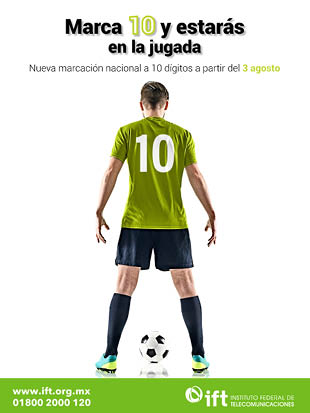 Marca 10 y estarás
en la jugada
Nueva marcación nacional a 10 dígitos a partir del 3 agosto
10
www.ift.org.mx
01800 2000 120
ift INSTITUTO FEDERAL DE
TELECOMUNICACIONES